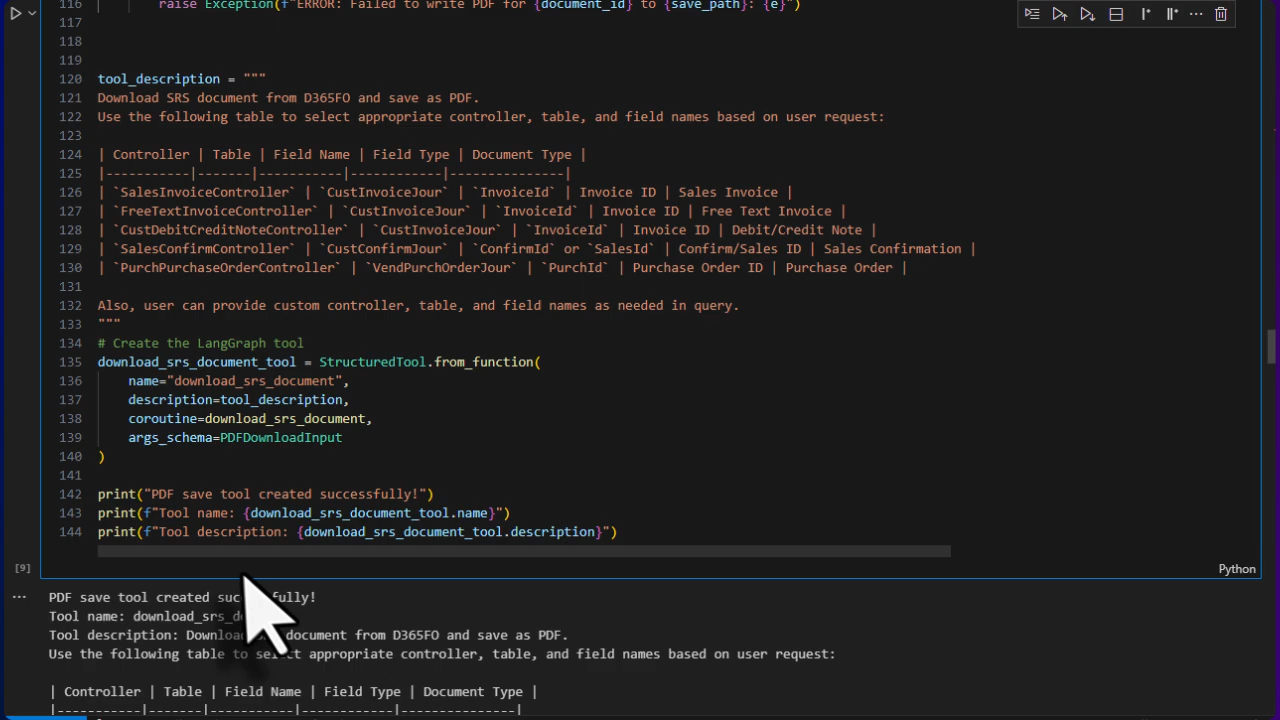 116 raise Exception(f"ERROR: Failed to write PDF for {document_id} to {save_path}: {e}")
117
118
119
120 tool_description = """
121 Download SRS document from D365FO and save as PDF.
122 Use the following table to select appropriate controller, table, and field names based on user request:
123
124 | Controller | Table | Field Name | Field Type | Document Type |
125 |-----------|-------|-----------|------------|---------------|
126 | `SalesInvoiceController` | `CustInvoiceJour` | `InvoiceId` | Invoice ID | Sales Invoice |
127 | `FreeTextInvoiceController` | `CustInvoiceJour` | `InvoiceId` | Invoice ID | Free Text Invoice |
128 | `CustDebitCreditNoteController` | `CustInvoiceJour` | `InvoiceId` | Invoice ID | Debit/Credit Note |
129 | `SalesConfirmController` | `CustConfirmJour` | `ConfirmId` or `SalesId` | Confirm/Sales ID | Sales Confirmation |
130 | `PurchPurchaseOrderController` | `VendPurchOrderJour` | `PurchId` | Purchase Order ID | Purchase Order |
131
132 Also, user can provide custom controller, table, and field names as needed in query.
133 """
134 # Create the LangGraph tool
135 download_srs_document_tool = StructuredTool.from_function(
136 name="download_srs_document",
137 description=tool_description,
138 coroutine=download_srs_document,
139 args_schema=PDFDownloadInput
140 )
141
142 print("PDF save tool created successfully!")
143 print(f"Tool name: {download_srs_document_tool.name}")
144 print(f"Tool description: {download_srs_document_tool.description}")
[9] Python
PDF save tool created successfully!
Tool name:
Tool description: Download document from D365FO and save as PDF.
Use the following table to select appropriate controller, table, and field names based on user request:
| Controller | Table | Field Name | Field Type | Document Type |
|-----------|-------|-----------|------------|---------------|